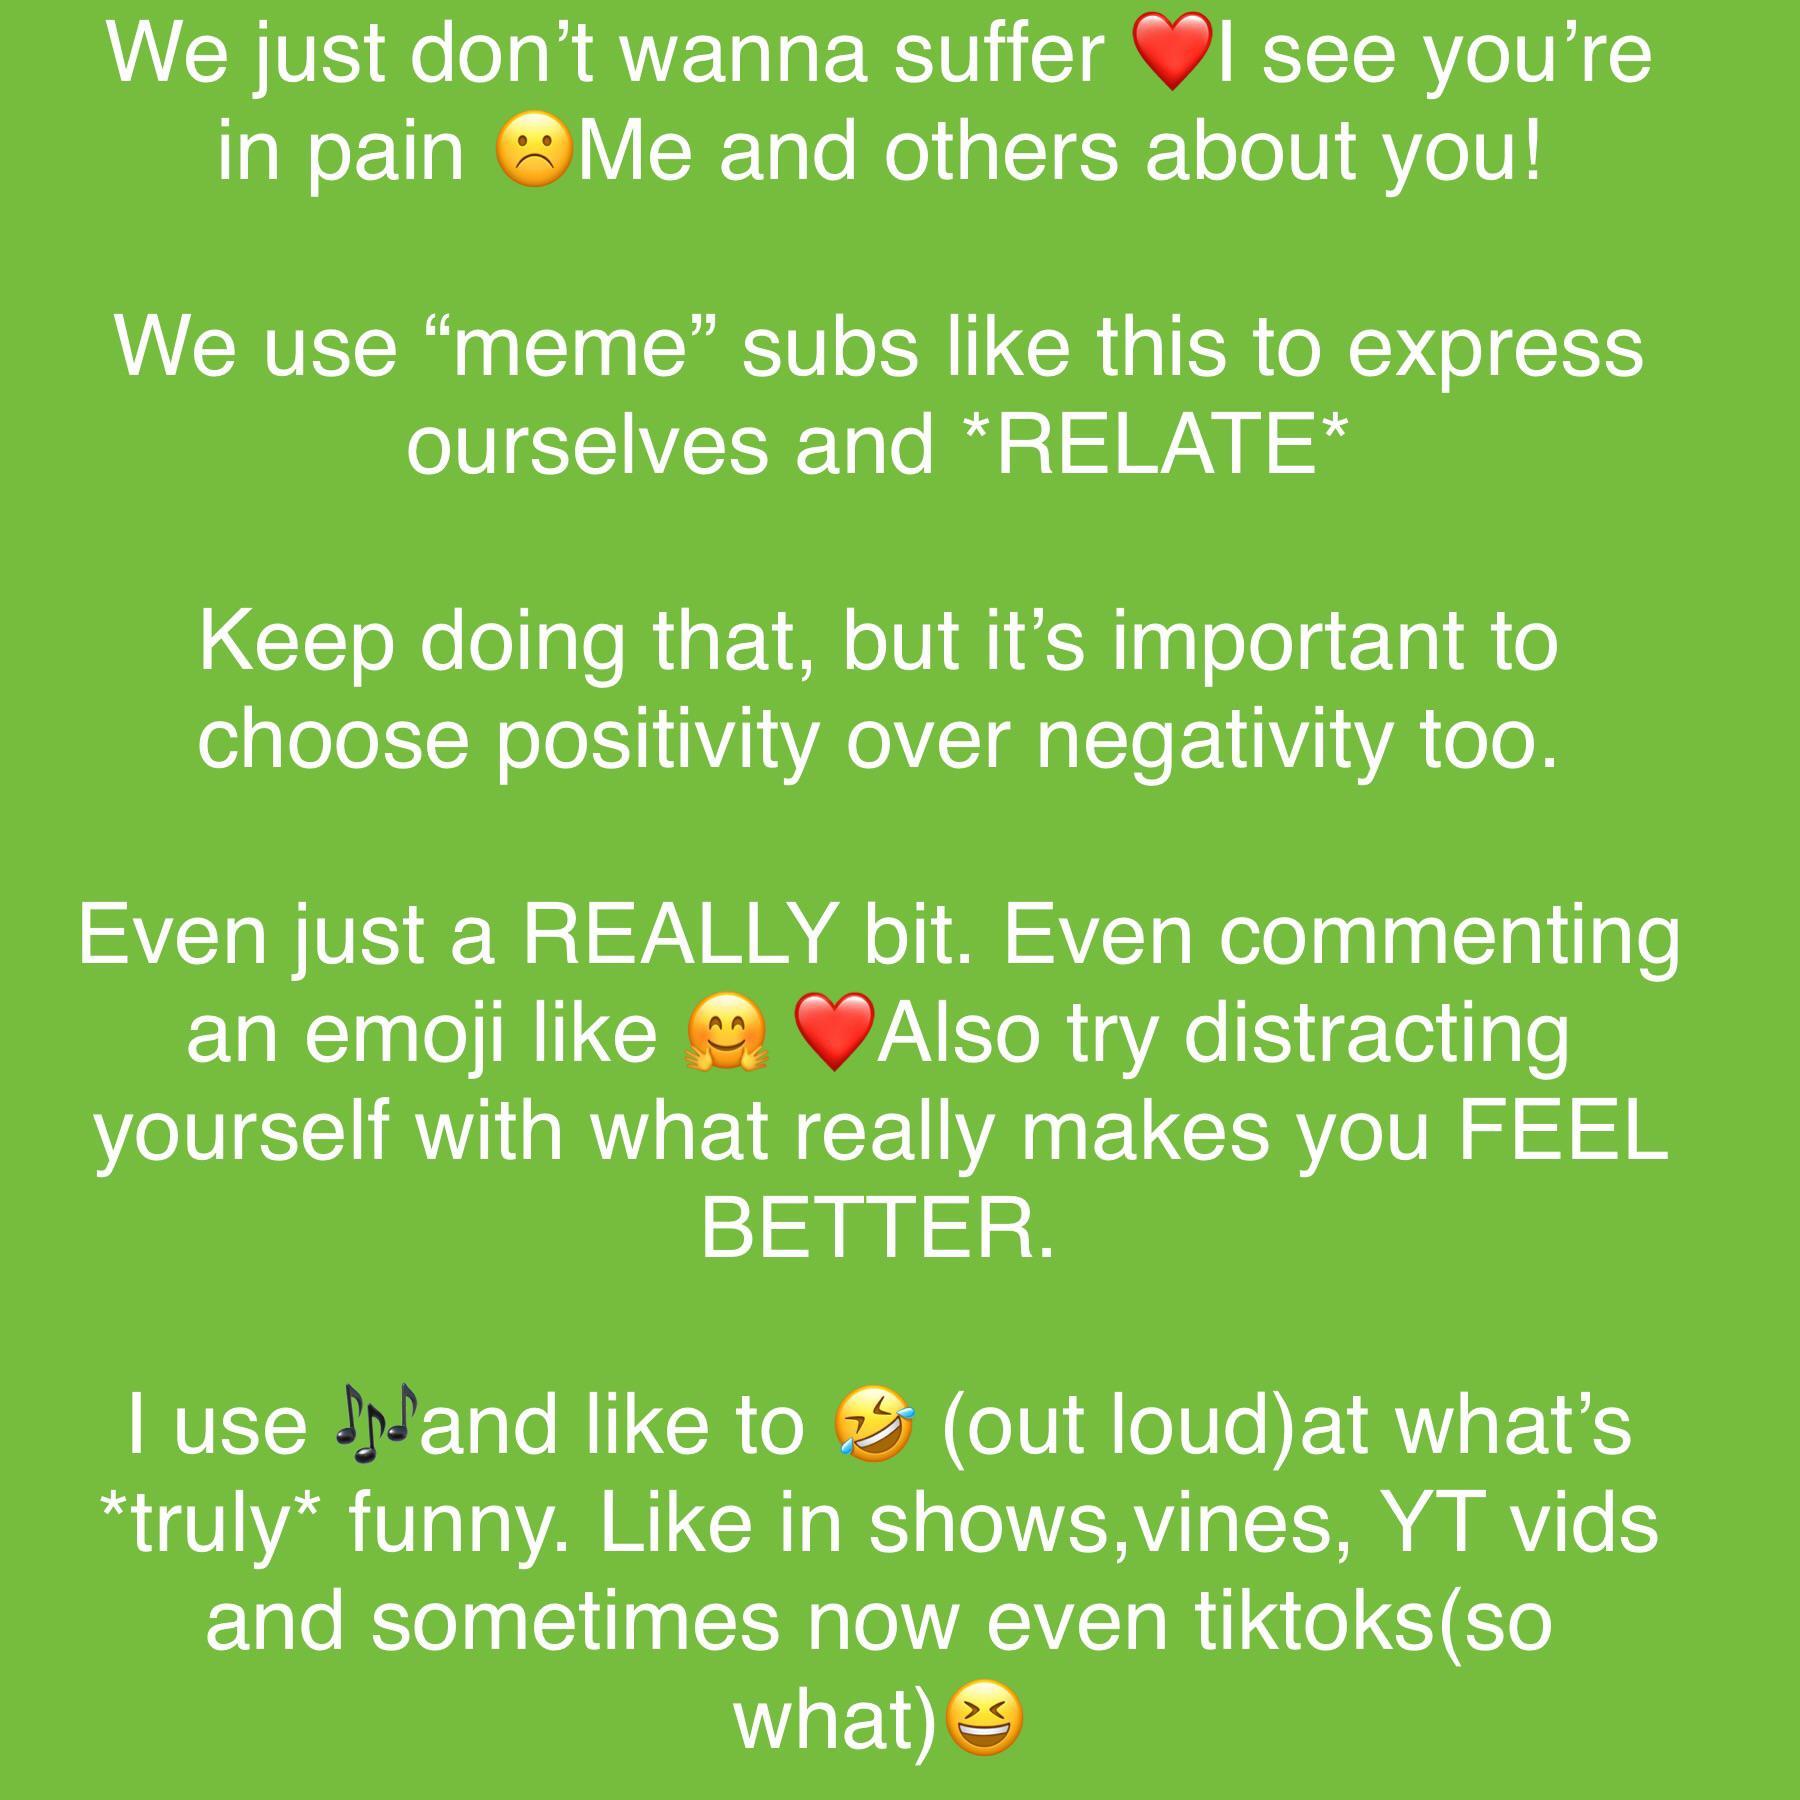 We just don’t wanna suffer ❤️I see you’re
in pain ☹️Me and others about you!
We use “meme” subs like this to express
ourselves and *RELATE*
Keep doing that, but it’s important to
choose positivity over negativity too.
Even just a REALLY bit. Even commenting
an emoji like 🤗 ❤️Also try distracting
yourself with what really makes you FEEL
BETTER.
I use 🎶and like to 🤣 (out loud)at what’s
*truly* funny. Like in shows,vines, YT vids
and sometimes now even tiktoks(so
what)😆